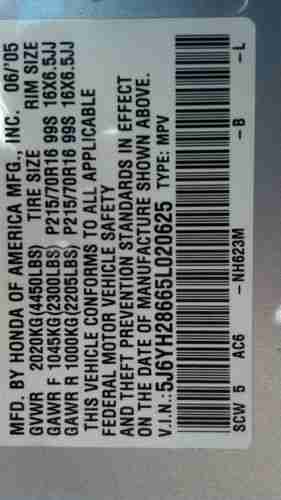 MFD. BY HONDA OF AMERICA MFG., INC. 06/'05
GVWR 2020KG(4450LBS) TIRE SIZE RIM SIZE
GAWR F 1045KG(2300LBS) P215/70R16 99S 16X6.5JJ
GAWR R 1000KG(2205LBS) P215/70R16 99S 16X6.5JJ
THIS VEHICLE CONFORMS TO ALL APPLICABLE
FEDERAL MOTOR VEHICLE SAFETY
AND THEFT PREVENTION STANDARDS IN EFFECT
ON THE DATE OF MANUFACTURE SHOWN ABOVE.
V.I.N.:5J6YH28665L020625 TYPE: MPV
SCW 5 AC6 -NH623M -B -L